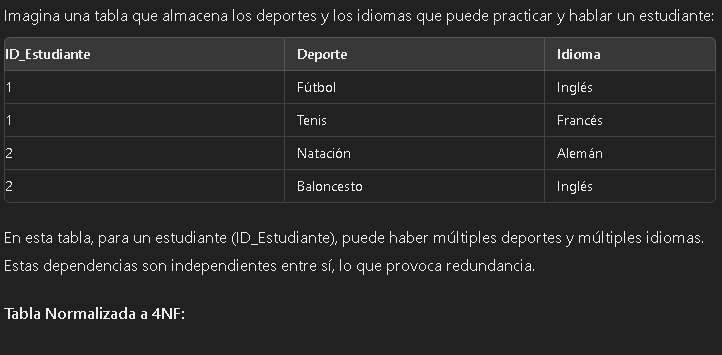 Imagina una tabla que almacena los deportes y los idiomas que puede practicar y hablar un estudiante:
ID_Estudiante Deporte Idioma
1 Fútbol Inglés
1 Tenis Francés
2 Natación Alemán
2 Baloncesto Inglés
En esta tabla, para un estudiante (ID_Estudiante), puede haber múltiples deportes y múltiples idiomas.
Estas dependencias son independientes entre sí, lo que provoca redundancia.
Tabla Normalizada a 4NF: